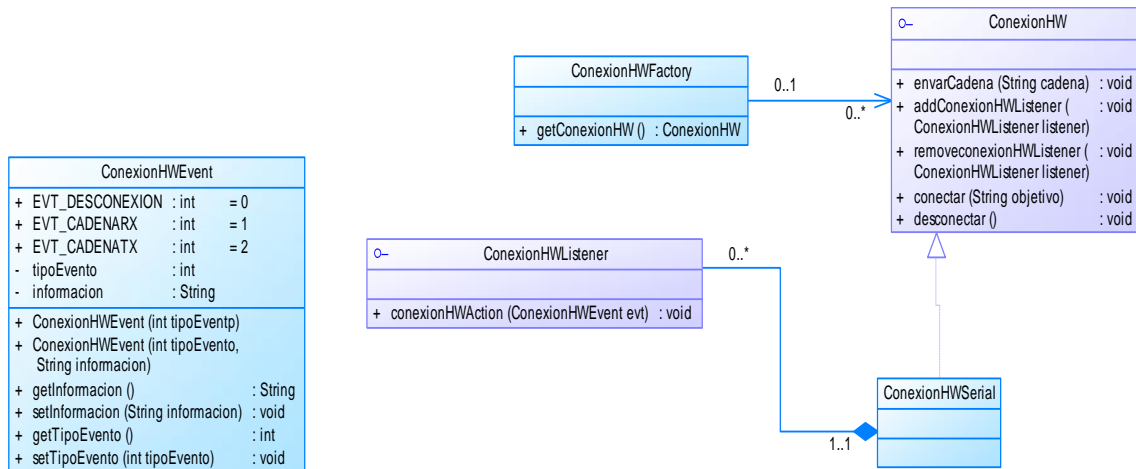 ConexionHW
+ envarCadena (String cadena) : void
+ addConexionHWListener ( : void
ConexionHWListener listener)
+ removeconexionHWListener ( : void
ConexionHWListener listener)
+ conectar (String objetivo) : void
+ desconectar () : void
ConexionHWFactory
+ getConexionHW () : ConexionHW
0..1
0..*
ConexionHWEvent
+ EVT_DESCONEXION : int = 0
+ EVT_CADENARX : int = 1
+ EVT_CADENATX : int = 2
- tipoEvento : int
- informacion : String
+ ConexionHWEvent (int tipoEventp)
+ ConexionHWEvent (int tipoEvento,
String informacion)
+ getInformacion () : String
+ setInformacion (String informacion) : void
+ getTipoEvento () : int
+ setTipoEvento (int tipoEvento) : void
ConexionHWListener
+ conexionHWAction (ConexionHWEvent evt) : void
0..*
1..1
ConexionHWSerial